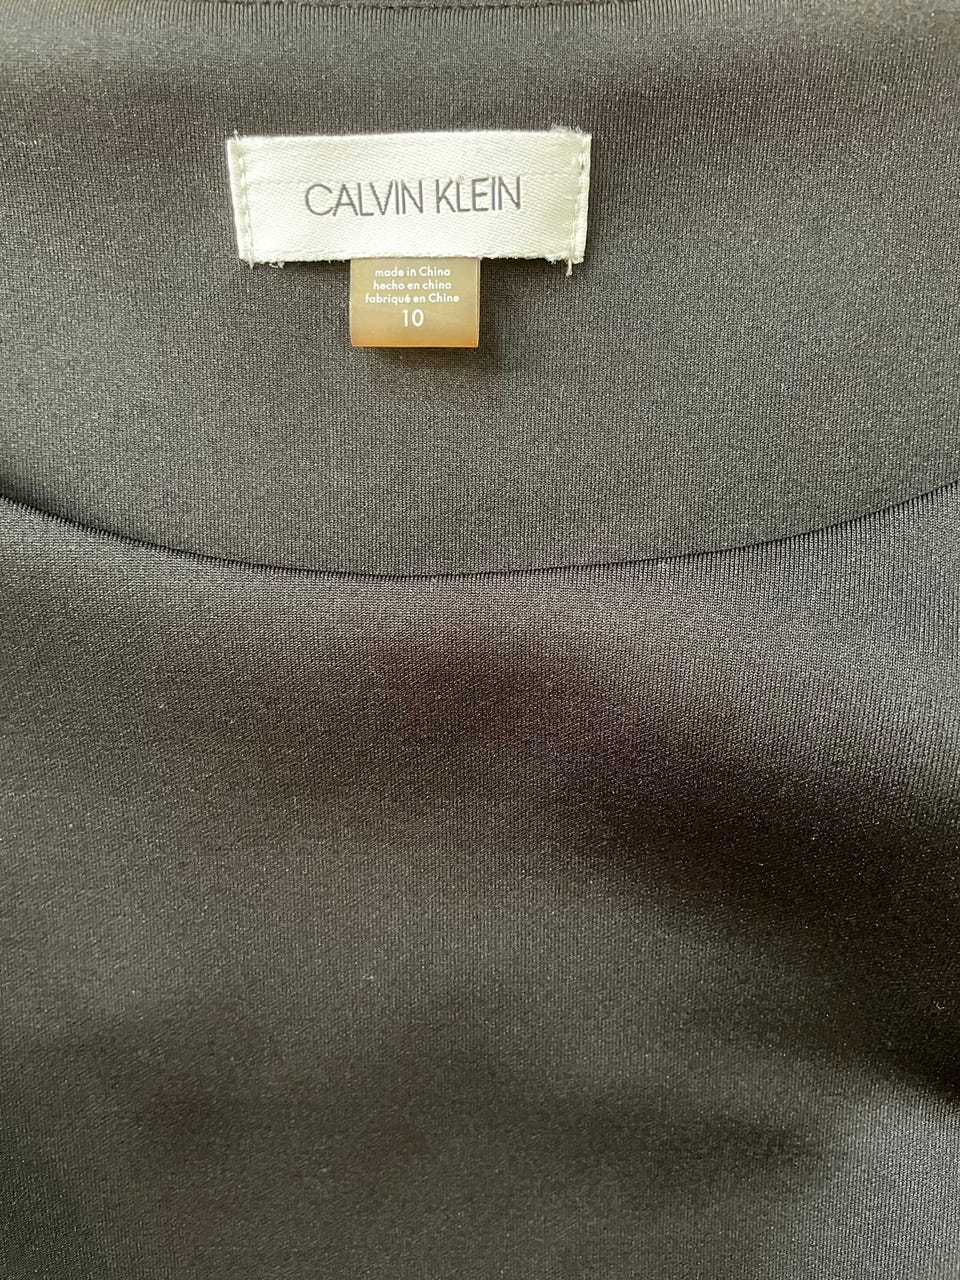 CALVIN KLEIN
made in China
hecho en china
fabriqué en Chine
10